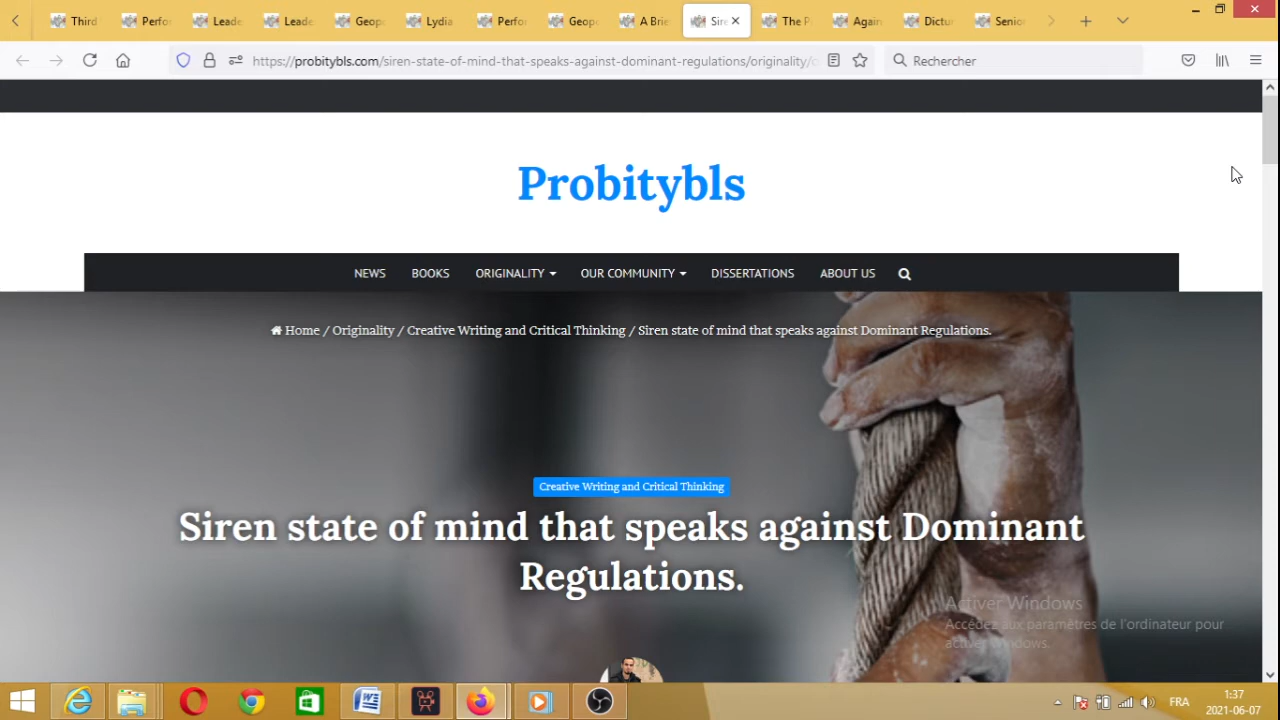 Third
Perfo
Leade
Leade
Geop
Lydia
Perfo
Geop
A Brie
Sire
The P
Again
Dictu
Senio
https://probitybls.com/siren-state-of-mind-that-speaks-against-dominant-regulations/originality/
Rechercher
Probitybls
NEWS
BOOKS
ORIGINALITY
OUR COMMUNITY
DISSERTATIONS
ABOUT US
Home / Originality / Creative Writing and Critical Thinking / Siren state of mind that speaks against Dominant Regulations.
Creative Writing and Critical Thinking
Siren state of mind that speaks against Dominant
Regulations.
Activer Windows
Accédez aux paramètres de l'ordinateur pour
activer Windows.
FR
1:37
2021-06-07